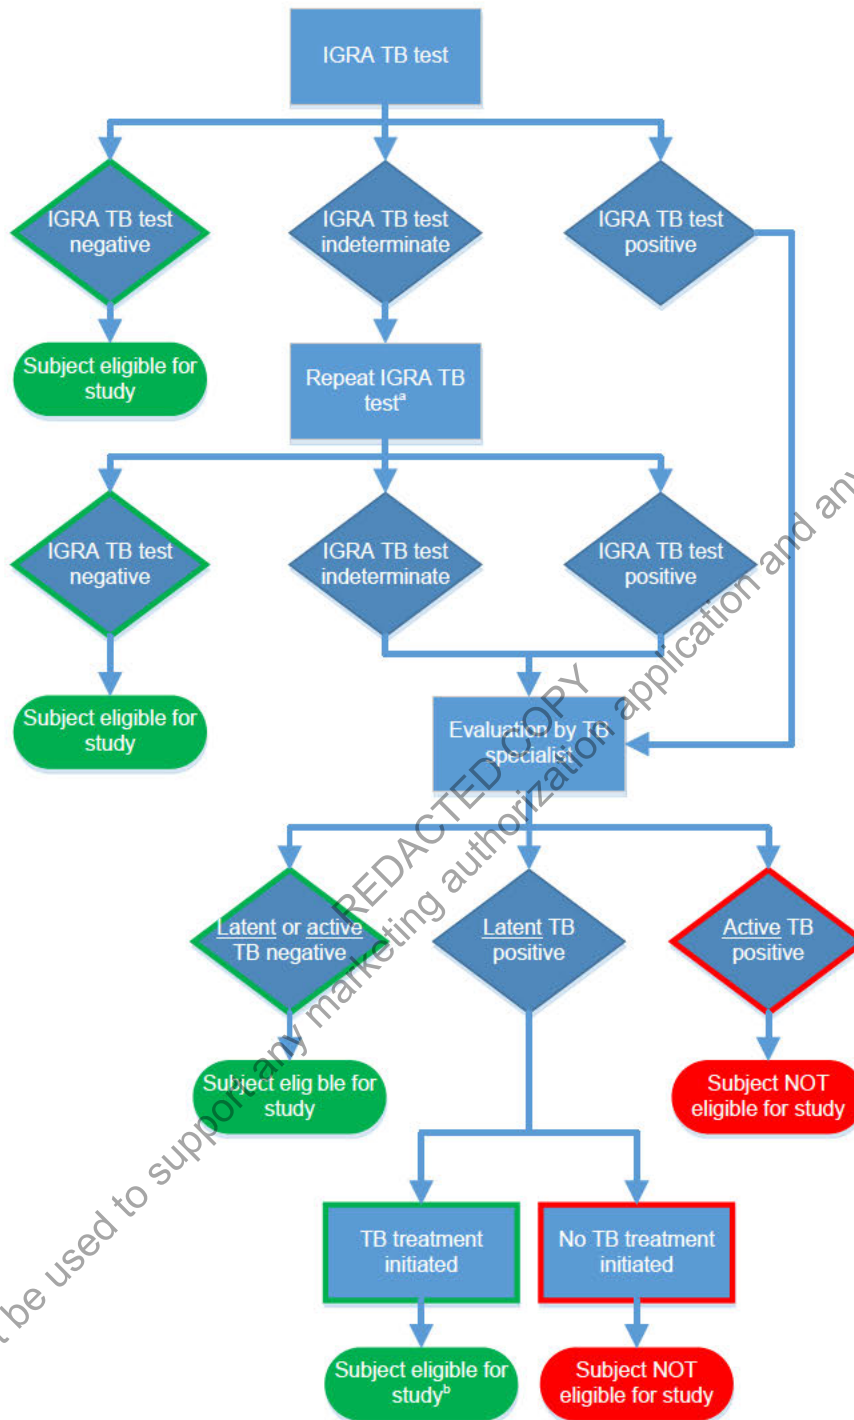 IGRA TB test
IGRA TB test
negative
IGRA TB test
indeterminate
IGRA TB test
positive
Subject eligible for
study
Repeat IGRA TB
testᵃ
IGRA TB test
negative
IGRA TB test
indeterminate
IGRA TB test
positive
Subject eligible for
study
Evaluation by TB
specialist
Latent or active
TB negative
Latent TB
positive
Active TB
positive
Subject elig ble for
study
Subject NOT
eligible for study
TB treatment
initiated
No TB treatment
initiated
Subject eligible for
studyᵇ
Subject NOT
eligible for study
REDACTED COPY
be used to support any marketing authorization application and any